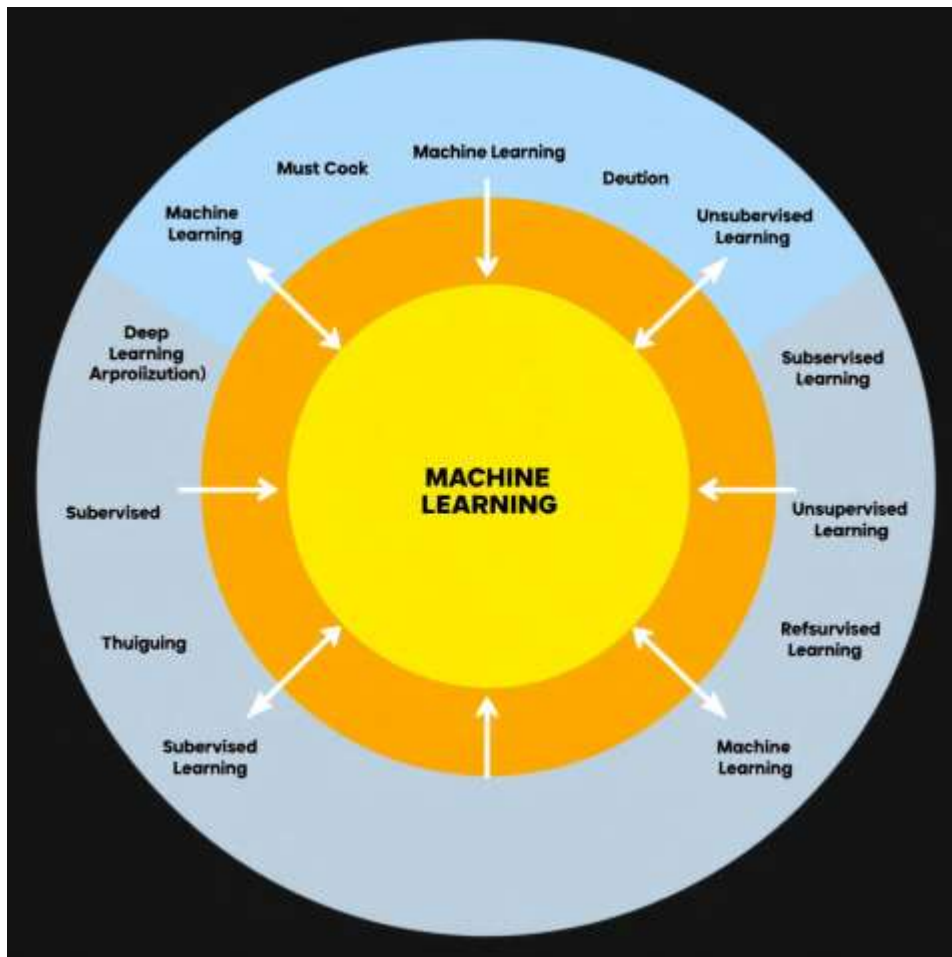 Machine Learning
Must Cook
Deution
Machine
Learning
Unsubervised
Learning
Deep
Learning
Arproiizution)
Subservised
Learning
MACHINE
LEARNING
Subervised
Unsupervised
Learning
Thuiguing
Refsurvised
Learning
Subervised
Learning
Machine
Learning